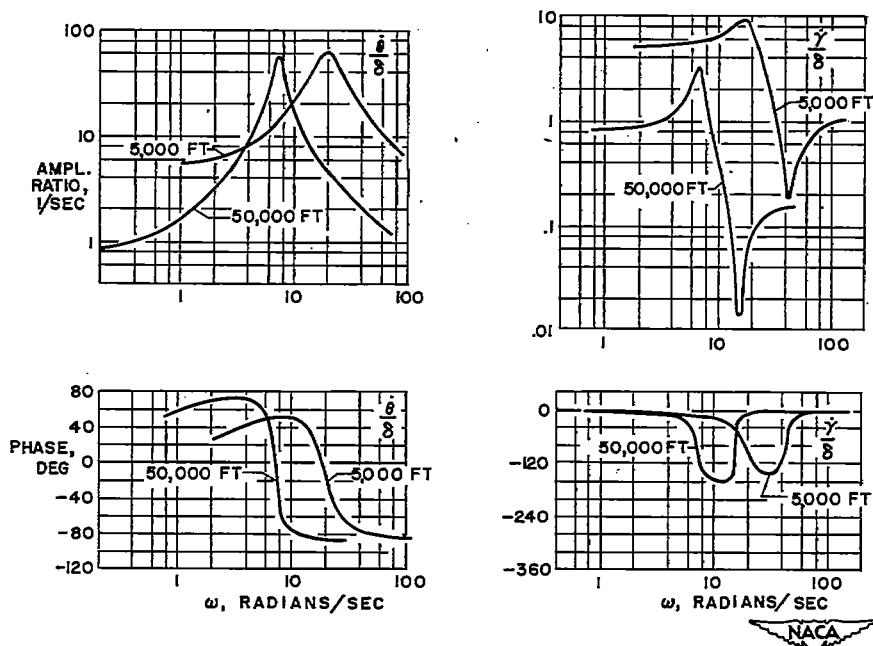 100
10
1
AMPL.
RATIO,
1/SEC
θ̇
δ
5,000 FT
50,000 FT
1
10
100
10
1
.1
.01
γ̇
δ
5,000 FT
50,000 FT
1
10
100
80
40
0
-40
-80
-120
PHASE,
DEG
θ̇
δ
50,000 FT
5,000 FT
1
10
100
ω, RADIANS/SEC
0
-120
-240
-360
γ̇
δ
50,000 FT
5,000 FT
1
10
100
ω, RADIANS/SEC
NACA